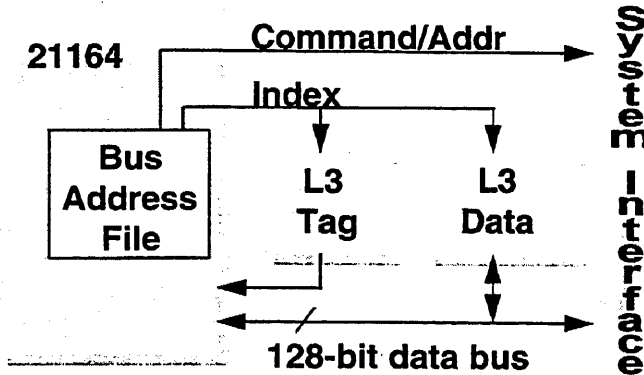 21164
Command/Addr
Index
Bus
Address
File
L3
Tag
L3
Data
128-bit data bus
System Interface